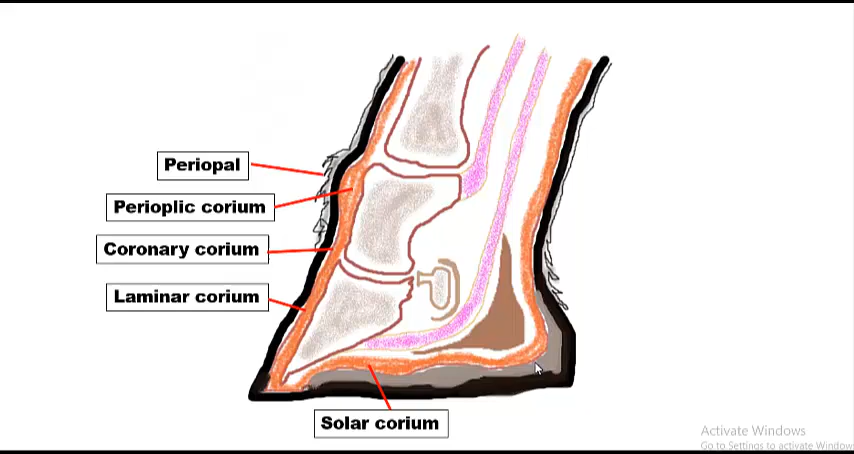 Periopal
Perioplic corium
Coronary corium
Laminar corium
Solar corium
Activate Windows
Go to Settings to activate Windows